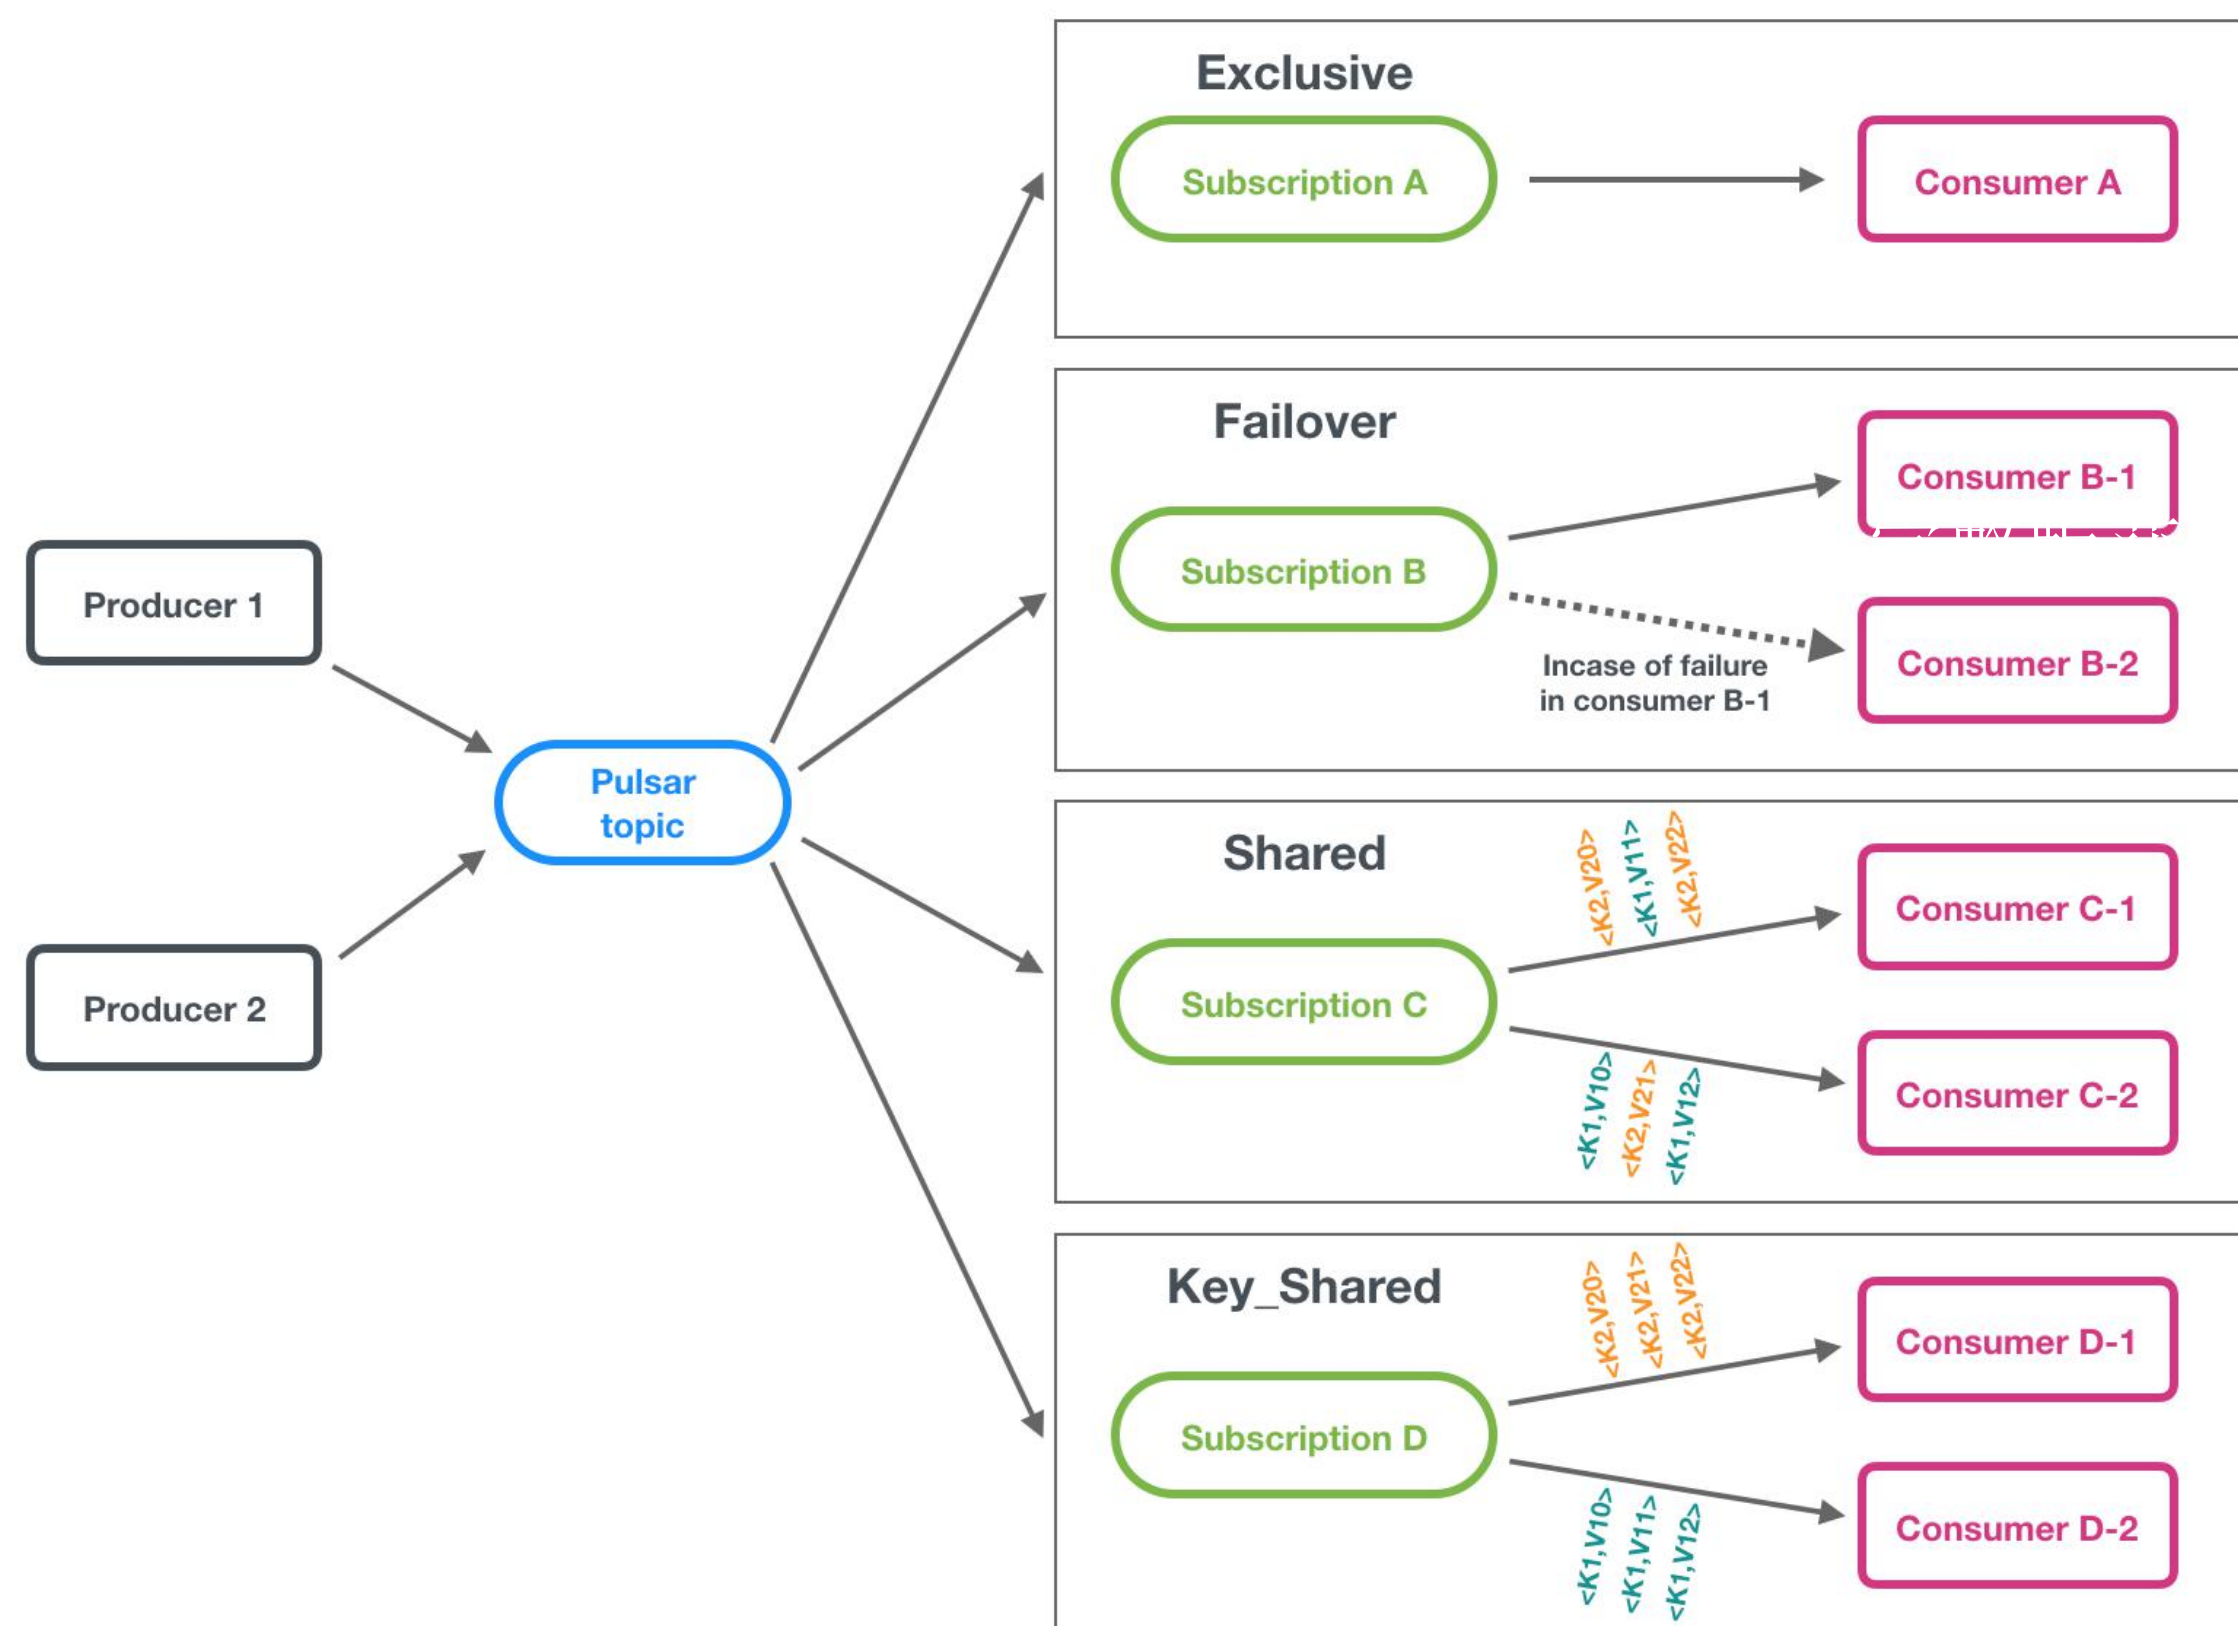 Exclusive
Subscription A
Consumer A
Failover
Consumer B-1
Subscription B
Incase of failure
in consumer B-1
Consumer B-2
Producer 1
Pulsar
topic
Producer 2
Shared
<K2,V20>
<K1,V11>
<K2,V22>
Consumer C-1
Subscription C
<K1,V10>
<K2,V21>
<K1,V12>
Consumer C-2
Key_Shared
<K2,V20>
<K2,V21>
<K2,V22>
Consumer D-1
Subscription D
<K1,V10>
<K1,V11>
<K1,V12>
Consumer D-2